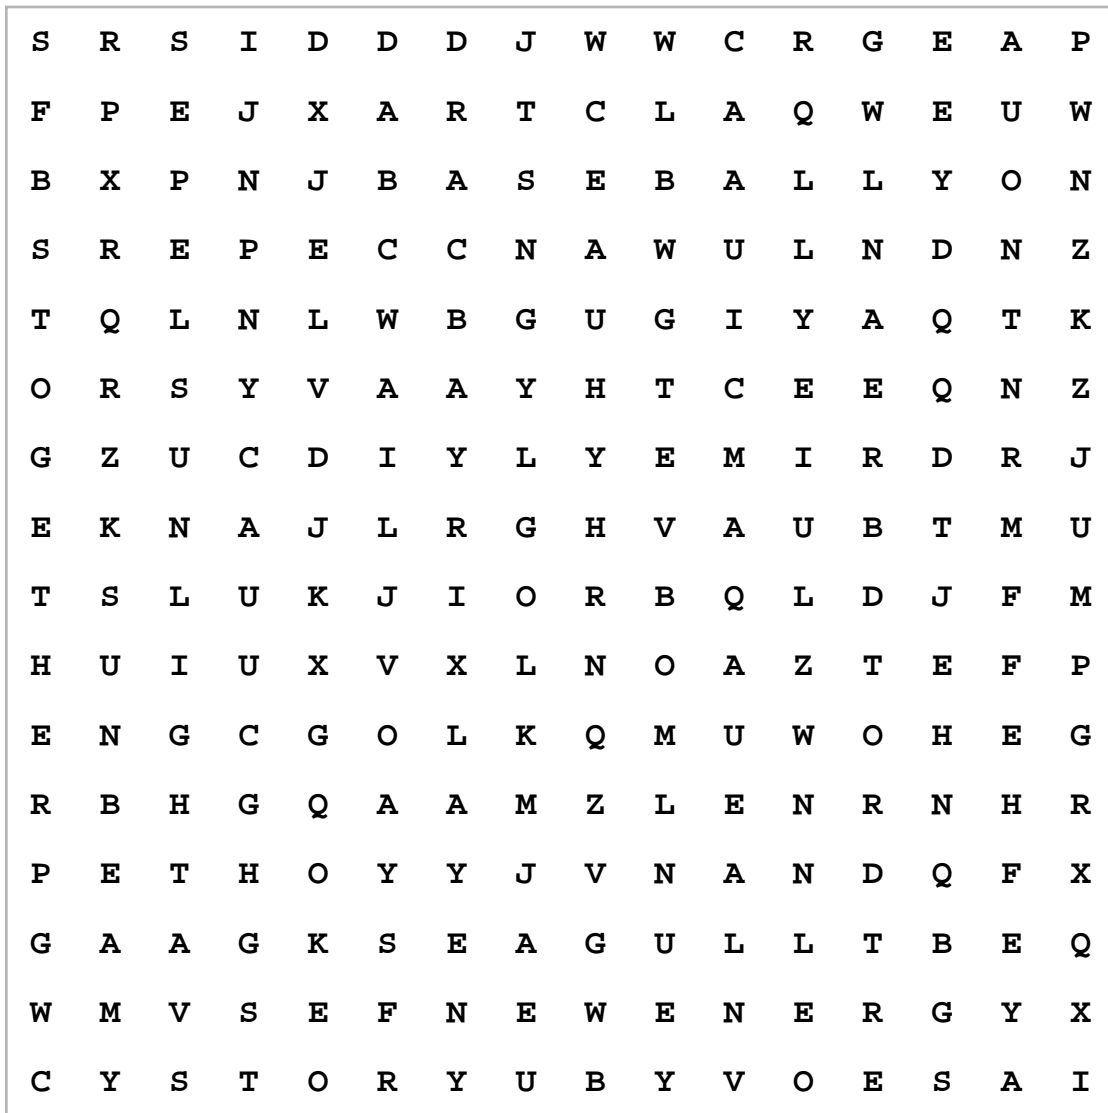 S R S I D D D J W W C R G E A P
F P E J X A R T C L A Q W E U W
B X P N J B A S E B A L L Y O N
S R E P E C C N A W U L N D N Z
T Q L N L W B G U G I Y A Q T K
O R S Y V A A Y H T C E E Q N Z
G Z U C D I Y L Y E M I R D R J
E K N A J L R G H V A U B T M U
T S L U K J I O R B Q L D J F M
H U I U X V X L N O A Z T E F P
E N G C G O L K Q M U W O H E G
R B H G Q A A M Z L E N R N H R
P E T H O Y Y J V N A N D Q F X
G A A G K S E A G U L L T B E Q
W M V S E F N E W E N E R G Y X
C Y S T O R Y U B Y V O E S A I